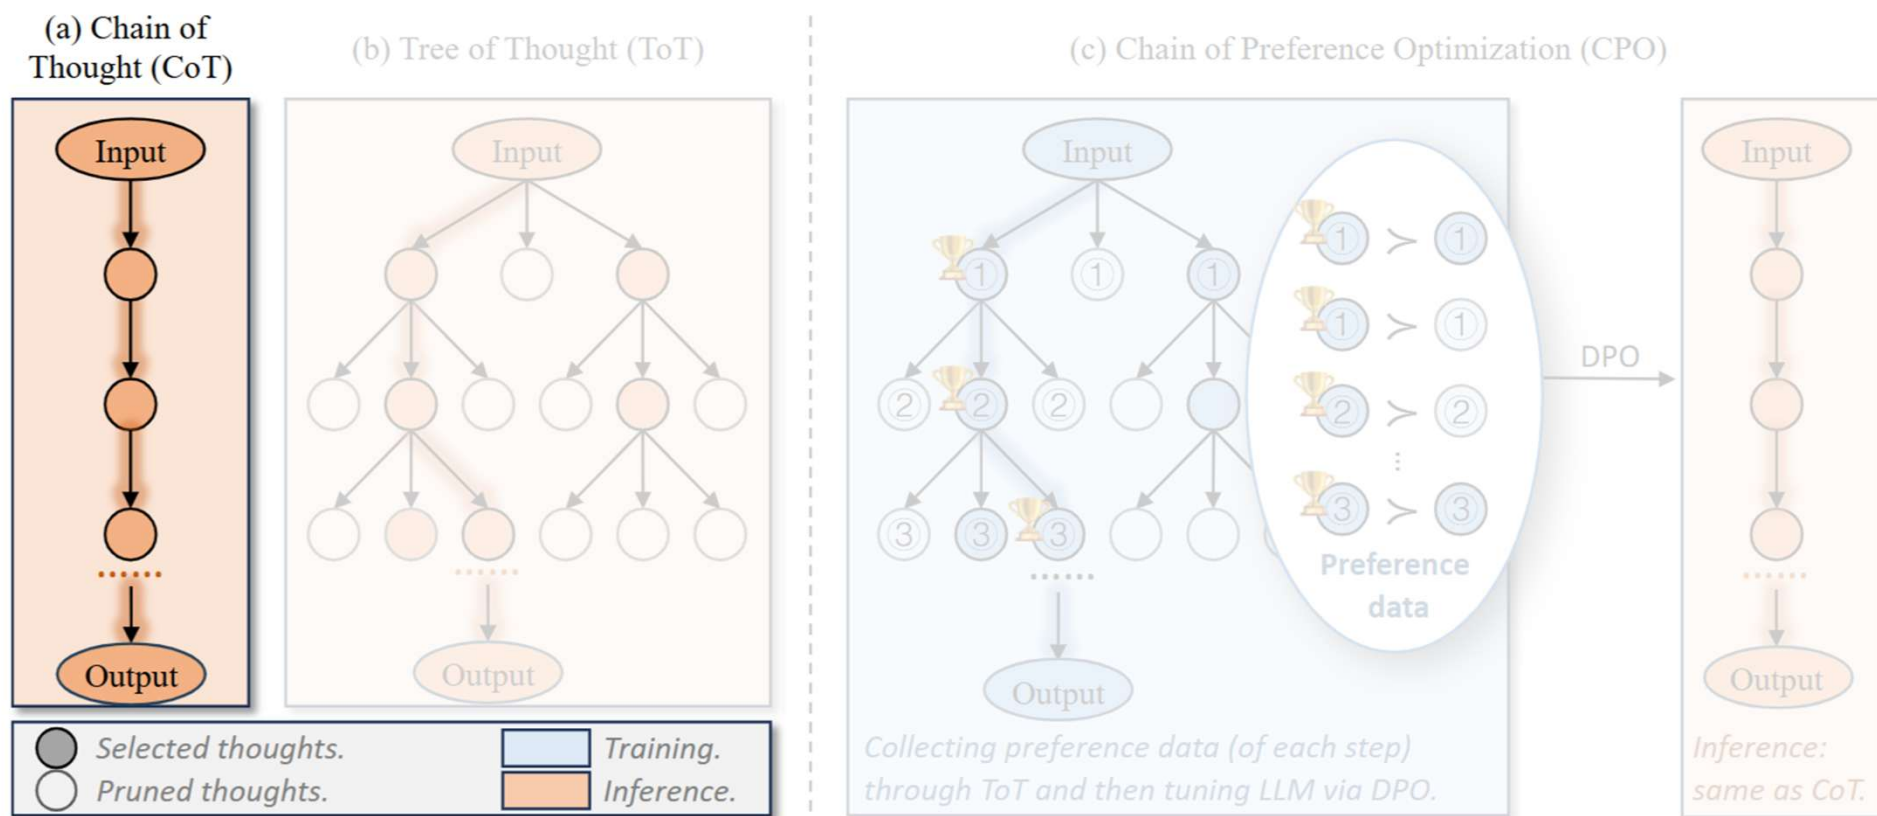 (a) Chain of
Thought (CoT)
(b) Tree of Thought (ToT)
(c) Chain of Preference Optimization (CPO)
Input
Output
Input
Output
Input
①
①
①
②
②
②
③
③
③
Output
① ≻ ①
① ≻ ①
② ≻ ②
⋮
③ ≻ ③
Preference
data
DPO
Input
Output
Selected thoughts.
Pruned thoughts.
Training.
Inference.
Collecting preference data (of each step)
through ToT and then tuning LLM via DPO.
Inference:
same as CoT.